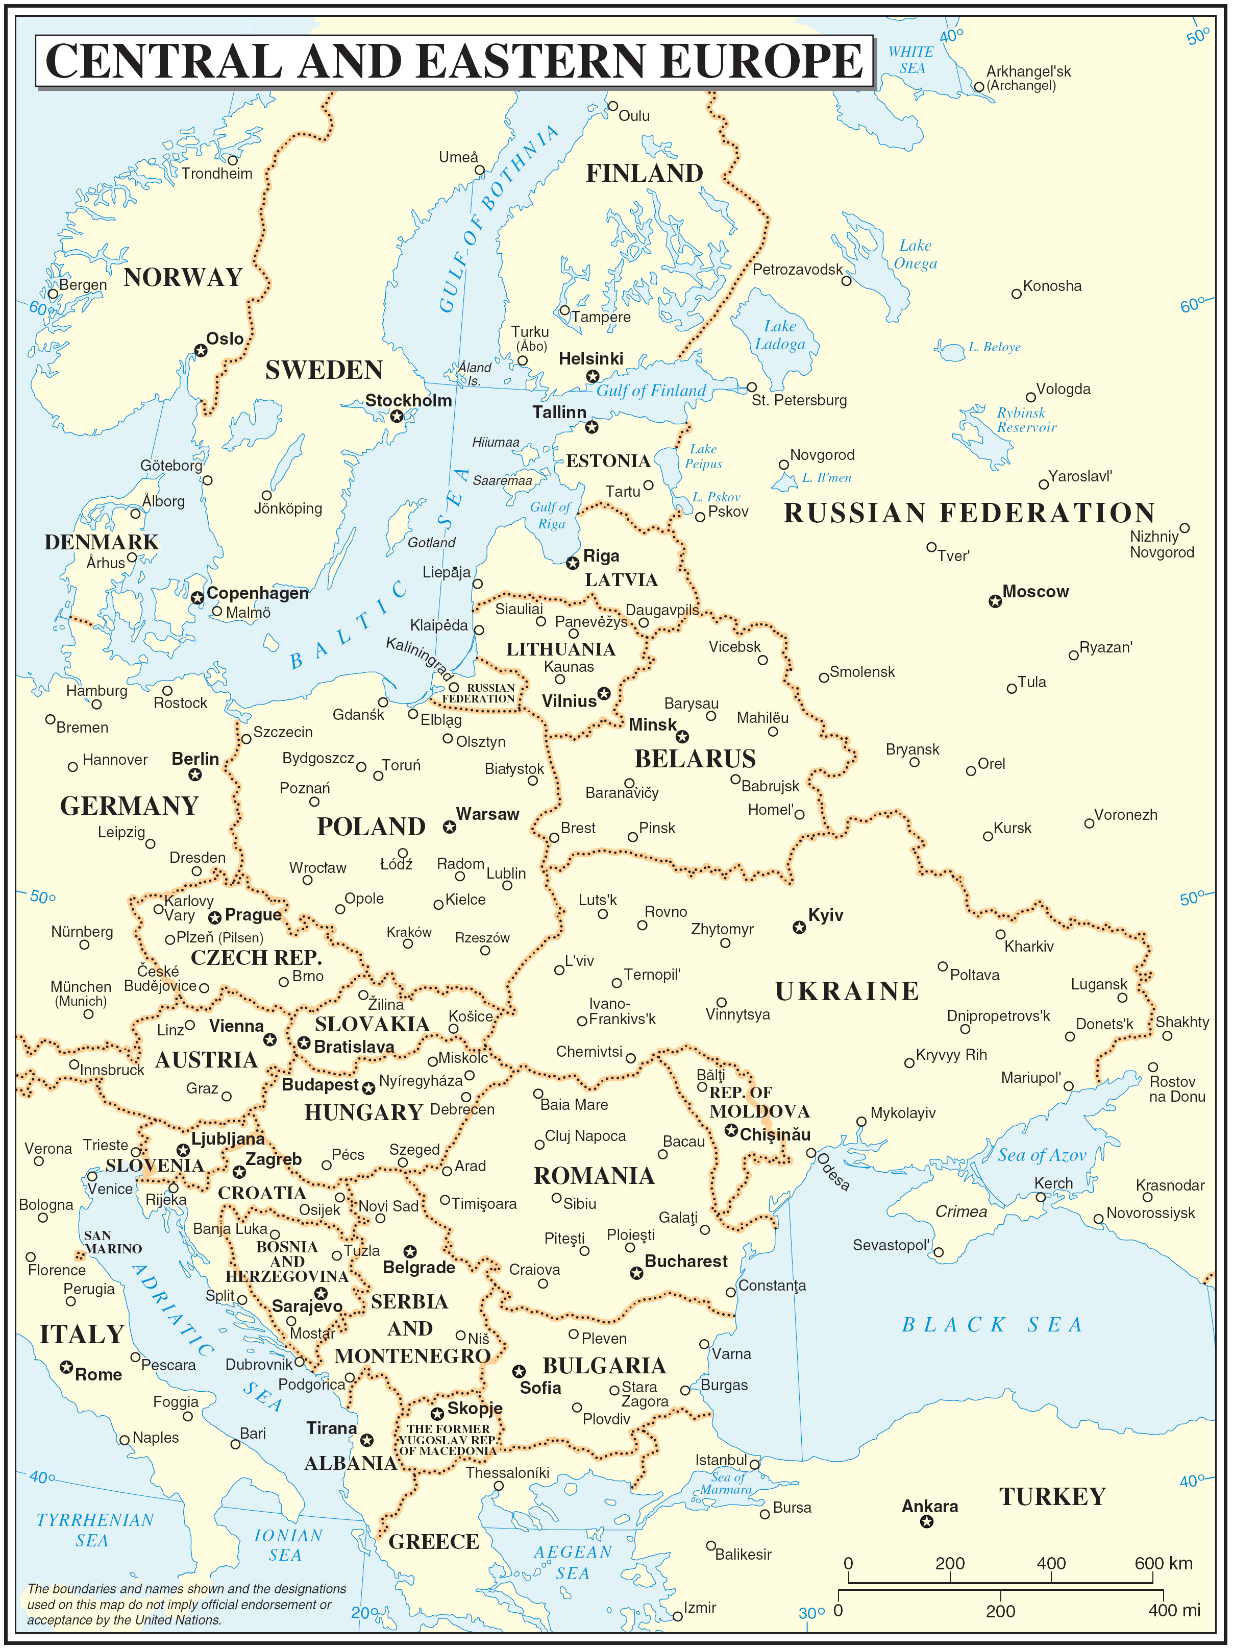 CENTRAL AND EASTERN EUROPE
WHITE
SEA
40°
50°
Arkhangel'sk
(Archangel)
Oulu
Umeå
Trondheim
GULF OF BOTHNIA
FINLAND
NORWAY
Bergen
60°
Lake
Onega
Petrozavodsk
Konosha
60°
Tampere
Turku
(Åbo)
Lake
Ladoga
Oslo
Helsinki
L. Beloye
SWEDEN
Åland
Is.
Gulf of Finland
St. Petersburg
Vologda
Stockholm
Tallinn
Rybinsk
Reservoir
Hiiumaa
ESTONIA
Lake
Peipus
Novgorod
Göteborg
Saaremaa
Tartu
L. Il'men
Yaroslavl'
Ålborg
Jönköping
Gulf of
Riga
L. Pskov
Pskov
RUSSIAN FEDERATION
DENMARK
Århus
Gotland
Nizhniy
Novgorod
Tver'
Riga
LATVIA
Liepāja
Copenhagen
Malmö
Moscow
BALTIC SEA
Siauliai
Panevėžys
Daugavpils
Klaipėda
LITHUANIA
Kaunas
Vicebsk
Ryazan'
Kaliningrad
Smolensk
Tula
RUSSIAN
FEDERATION
Vilnius
Hamburg
Rostock
Gdańsk
Elbląg
Barysau
Mahilëu
Minsk
Bremen
Szczecin
Olsztyn
BELARUS
Bryansk
Orel
Hannover
Berlin
Bydgoszcz
Toruń
Białystok
Babrujsk
Baranavičy
Poznań
GERMANY
POLAND
Warsaw
Homel'
Voronezh
Leipzig
Brest
Pinsk
Kursk
Dresden
Wrocław
Łódź
Radom
Lublin
50°
Karlovy
Vary
Prague
Opole
Kielce
Luts'k
Rovno
Kyiv
50°
Nürnberg
Plzeň (Pilsen)
Kraków
Rzeszów
Zhytomyr
Kharkiv
CZECH REP.
L'viv
Ternopil'
Poltava
České
Budějovice
Brno
München
(Munich)
Lugansk
UKRAINE
Žilina
Ivano-
Frankivs'k
Vinnytsya
Dnipropetrovs'k
Donets'k
Shakhty
Linz
Vienna
SLOVAKIA
Košice
Bratislava
Chernivtsi
Kryvyy Rih
AUSTRIA
Miskolc
Innsbruck
Budapest
Nyíregyháza
Bălţi
Mariupol'
Rostov
na Donu
Graz
HUNGARY
Debrecen
Baia Mare
REP. OF
MOLDOVA
Mykolayiv
Cluj Napoca
Bacau
Chişinău
Verona
Trieste
Ljubljana
Zagreb
Pécs
Szeged
Arad
Odesa
Sea of Azov
SLOVENIA
ROMANIA
Venice
Rijeka
CROATIA
Osijek
Novi Sad
Timişoara
Sibiu
Kerch
Krasnodar
Bologna
Galaţi
Crimea
Novorossiysk
SAN
MARINO
Banja Luka
BOSNIA
AND
HERZEGOVINA
Tuzla
Piteşti
Ploieşti
Sevastopol'
Florence
Belgrade
Craiova
Bucharest
Perugia
Split
Sarajevo
Constanţa
SERBIA
AND
MONTENEGRO
ITALY
Mostar
Niš
Pleven
BLACK SEA
ADRIATIC SEA
Pescara
Dubrovnik
BULGARIA
Varna
Rome
Podgorica
Sofia
Stara
Zagora
Burgas
Foggia
Skopje
Plovdiv
Naples
Bari
Tirana
THE FORMER
YUGOSLAV REP.
OF MACEDONIA
ALBANIA
Istanbul
40°
Thessaloníki
Sea of
Marmara
40°
TYRRHENIAN
SEA
IONIAN
SEA
GREECE
Bursa
Ankara
TURKEY
AEGEAN
SEA
Balikesir
0 200 400 600 km
0 200 400 mi
Izmir
20°
30°
The boundaries and names shown and the designations
used on this map do not imply official endorsement or
acceptance by the United Nations.